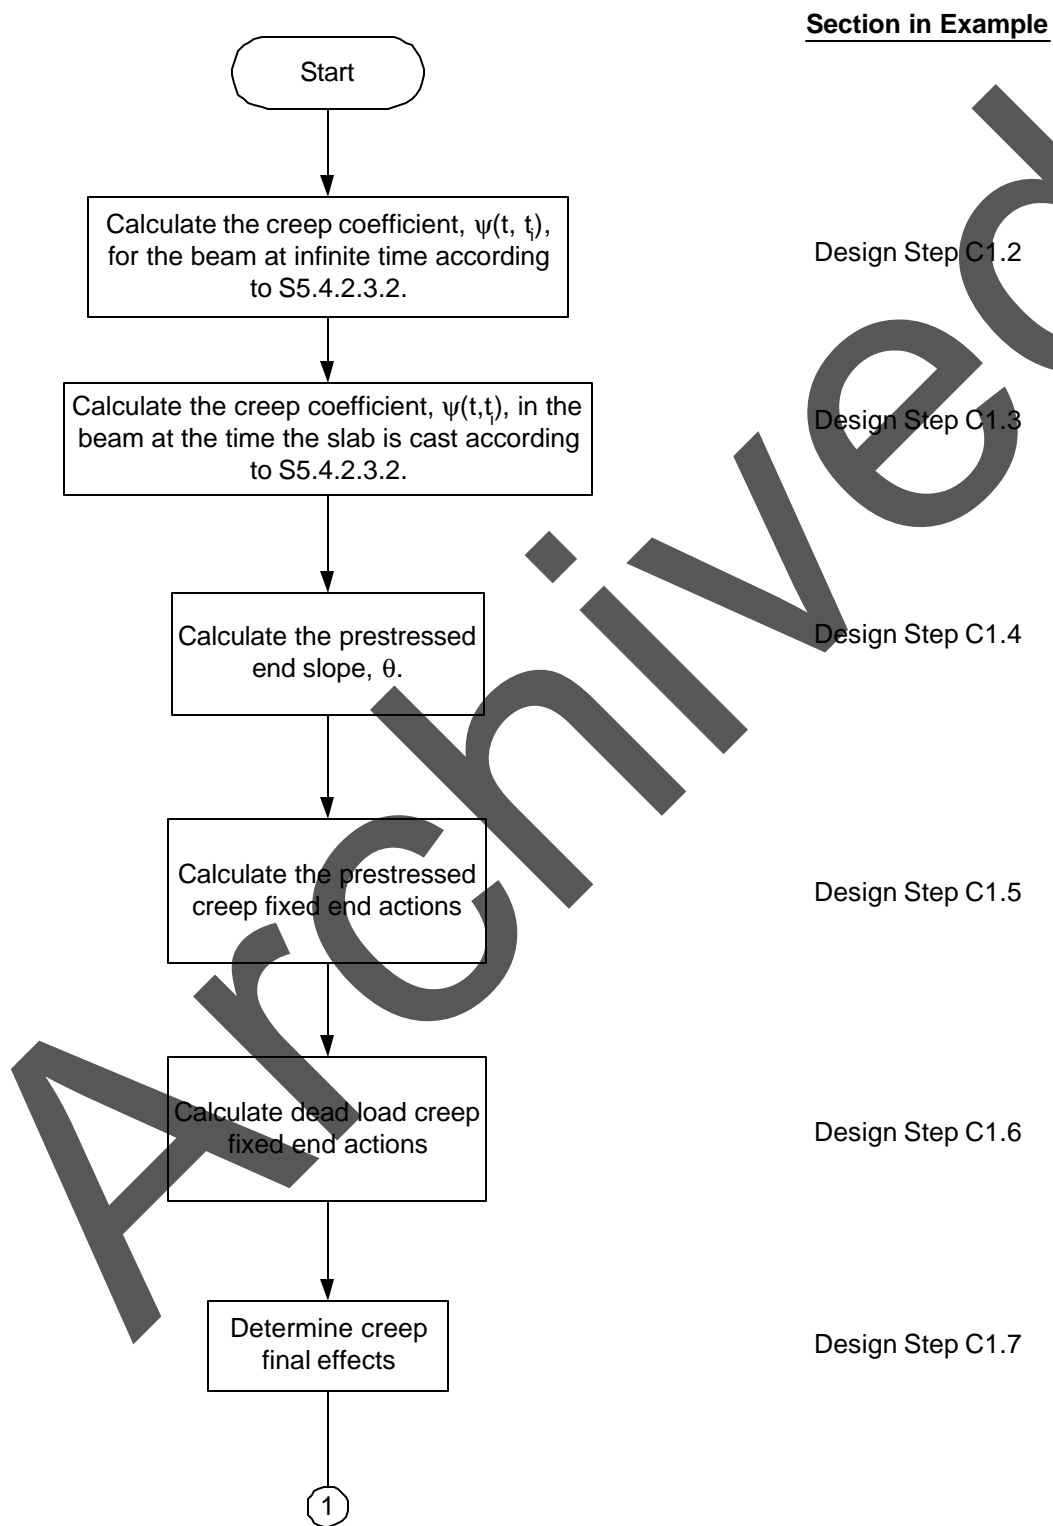 Section in Example
Start
Calculate the creep coefficient, ψ(t, tᵢ),
for the beam at infinite time according
to S5.4.2.3.2.
Design Step C1.2
Calculate the creep coefficient, ψ(t,tᵢ), in the
beam at the time the slab is cast according
to S5.4.2.3.2.
Design Step C1.3
Calculate the prestressed
end slope, θ.
Design Step C1.4
Calculate the prestressed
creep fixed end actions
Design Step C1.5
Calculate dead load creep
fixed end actions
Design Step C1.6
Determine creep
final effects
Design Step C1.7
1
Archived